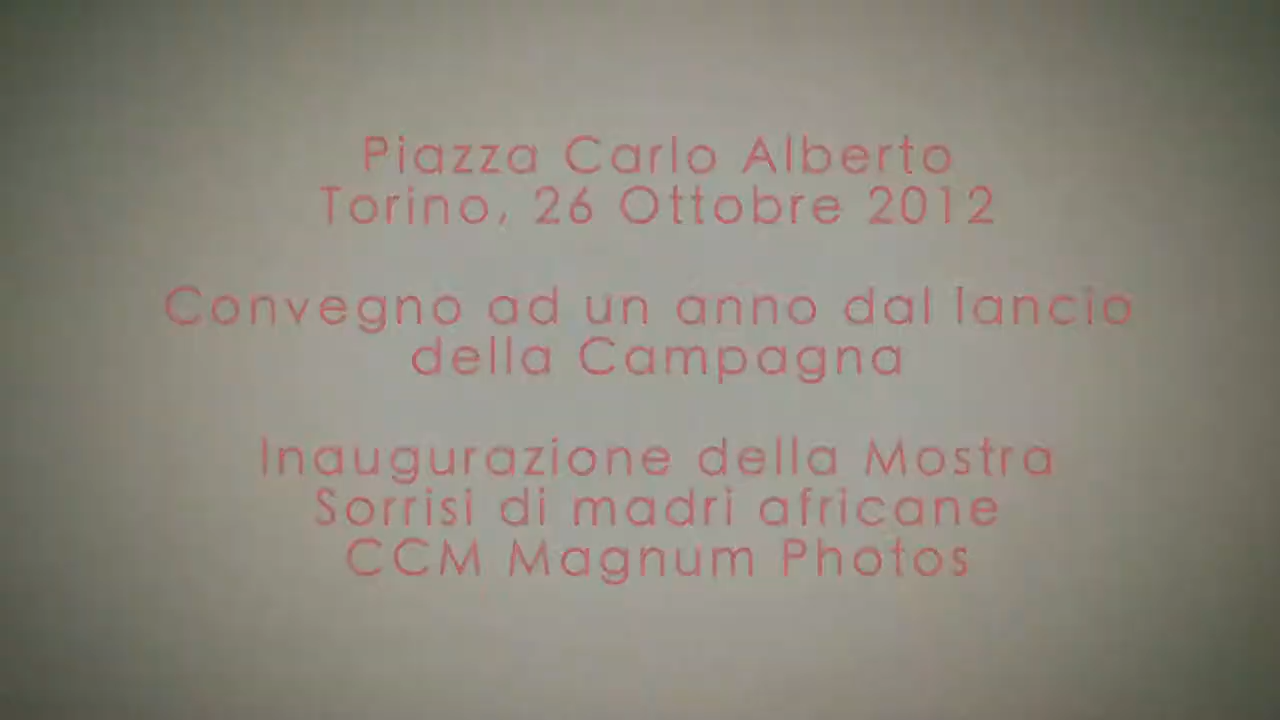 Piazza Carlo Alberto
Torino, 26 Ottobre 2012
Convegno ad un anno dal lancio
della Campagna
Inaugurazione della Mostra
Sorrisi di madri africane
CCM Magnum Photos